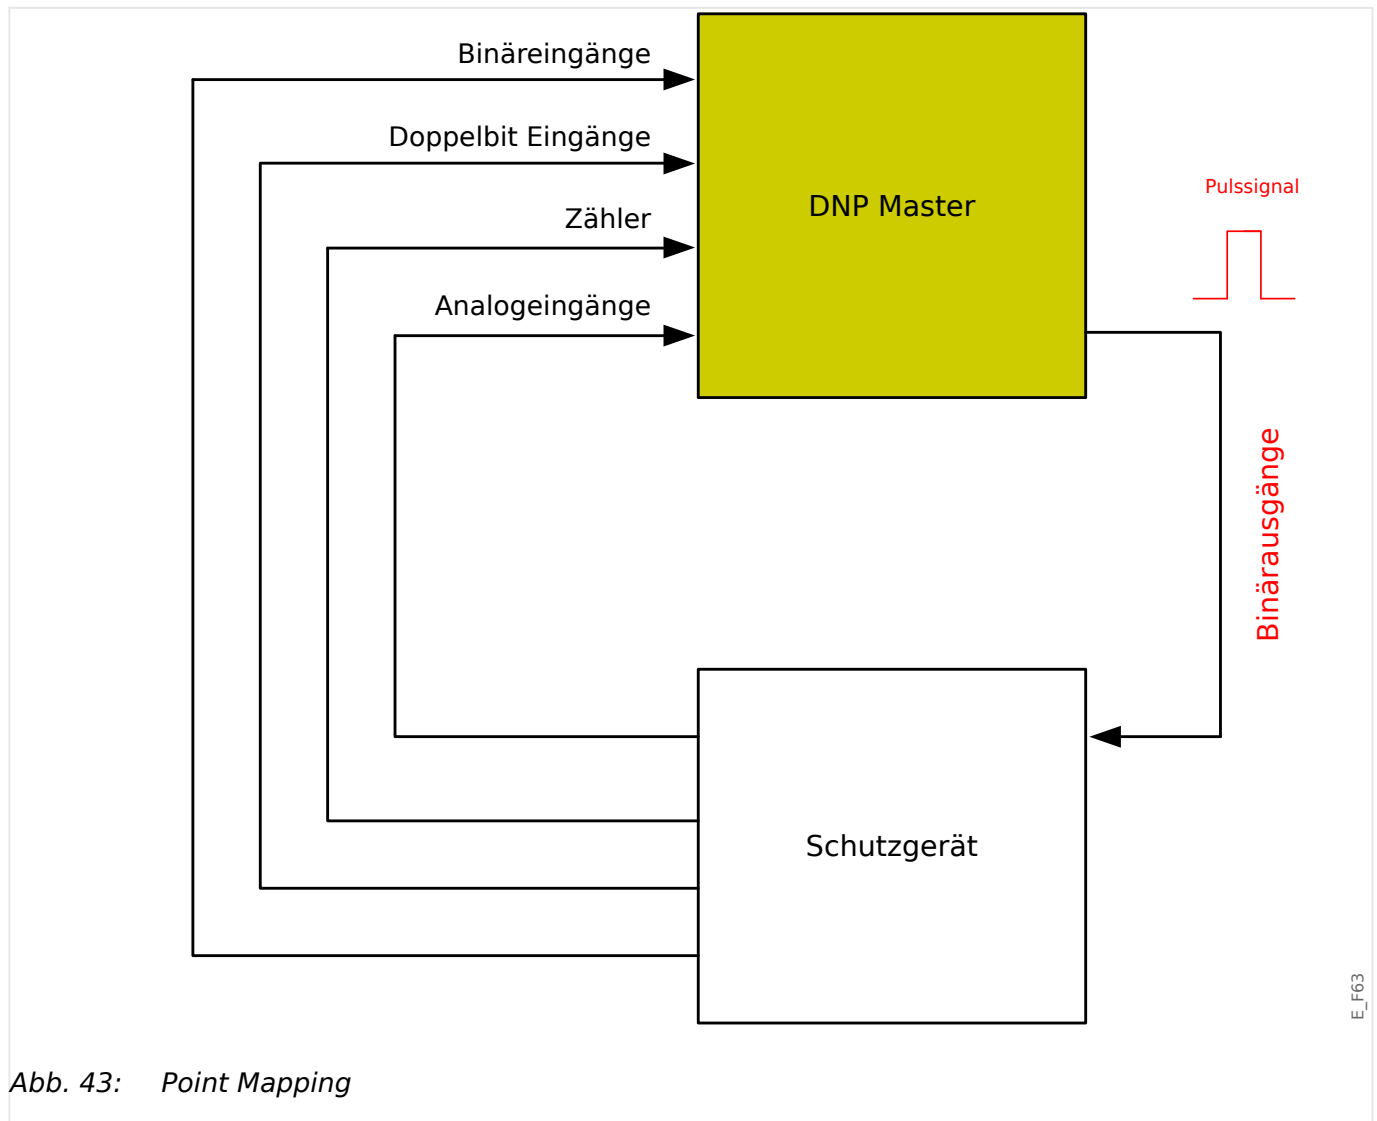 Binäreingänge
Doppelbit Eingänge
Zähler
Analogeingänge
DNP Master
Pulssignal
Binärausgänge
Schutzgerät
E_F63
Abb. 43: Point Mapping